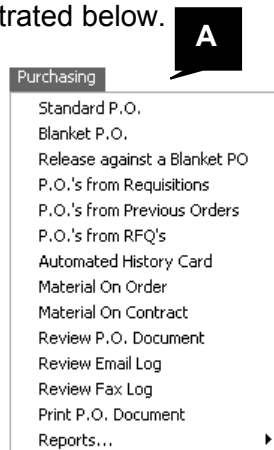 trated below.
A
Purchasing
Standard P.O.
Blanket P.O.
Release against a Blanket PO
P.O.'s from Requisitions
P.O.'s from Previous Orders
P.O.'s from RFQ's
Automated History Card
Material On Order
Material On Contract
Review P.O. Document
Review Email Log
Review Fax Log
Print P.O. Document
Reports...